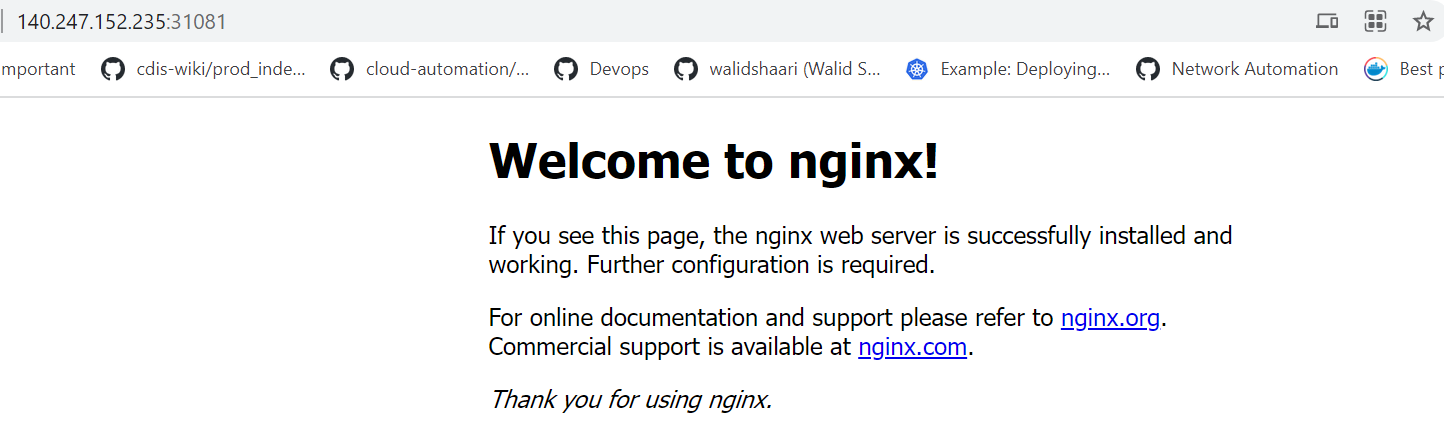 140.247.152.235:31081
mportant cdis-wiki/prod_inde... cloud-automation/... Devops walidshaari (Walid S... Example: Deploying... Network Automation Best p
Welcome to nginx!
If you see this page, the nginx web server is successfully installed and
working. Further configuration is required.
For online documentation and support please refer to nginx.org.
Commercial support is available at nginx.com.
Thank you for using nginx.